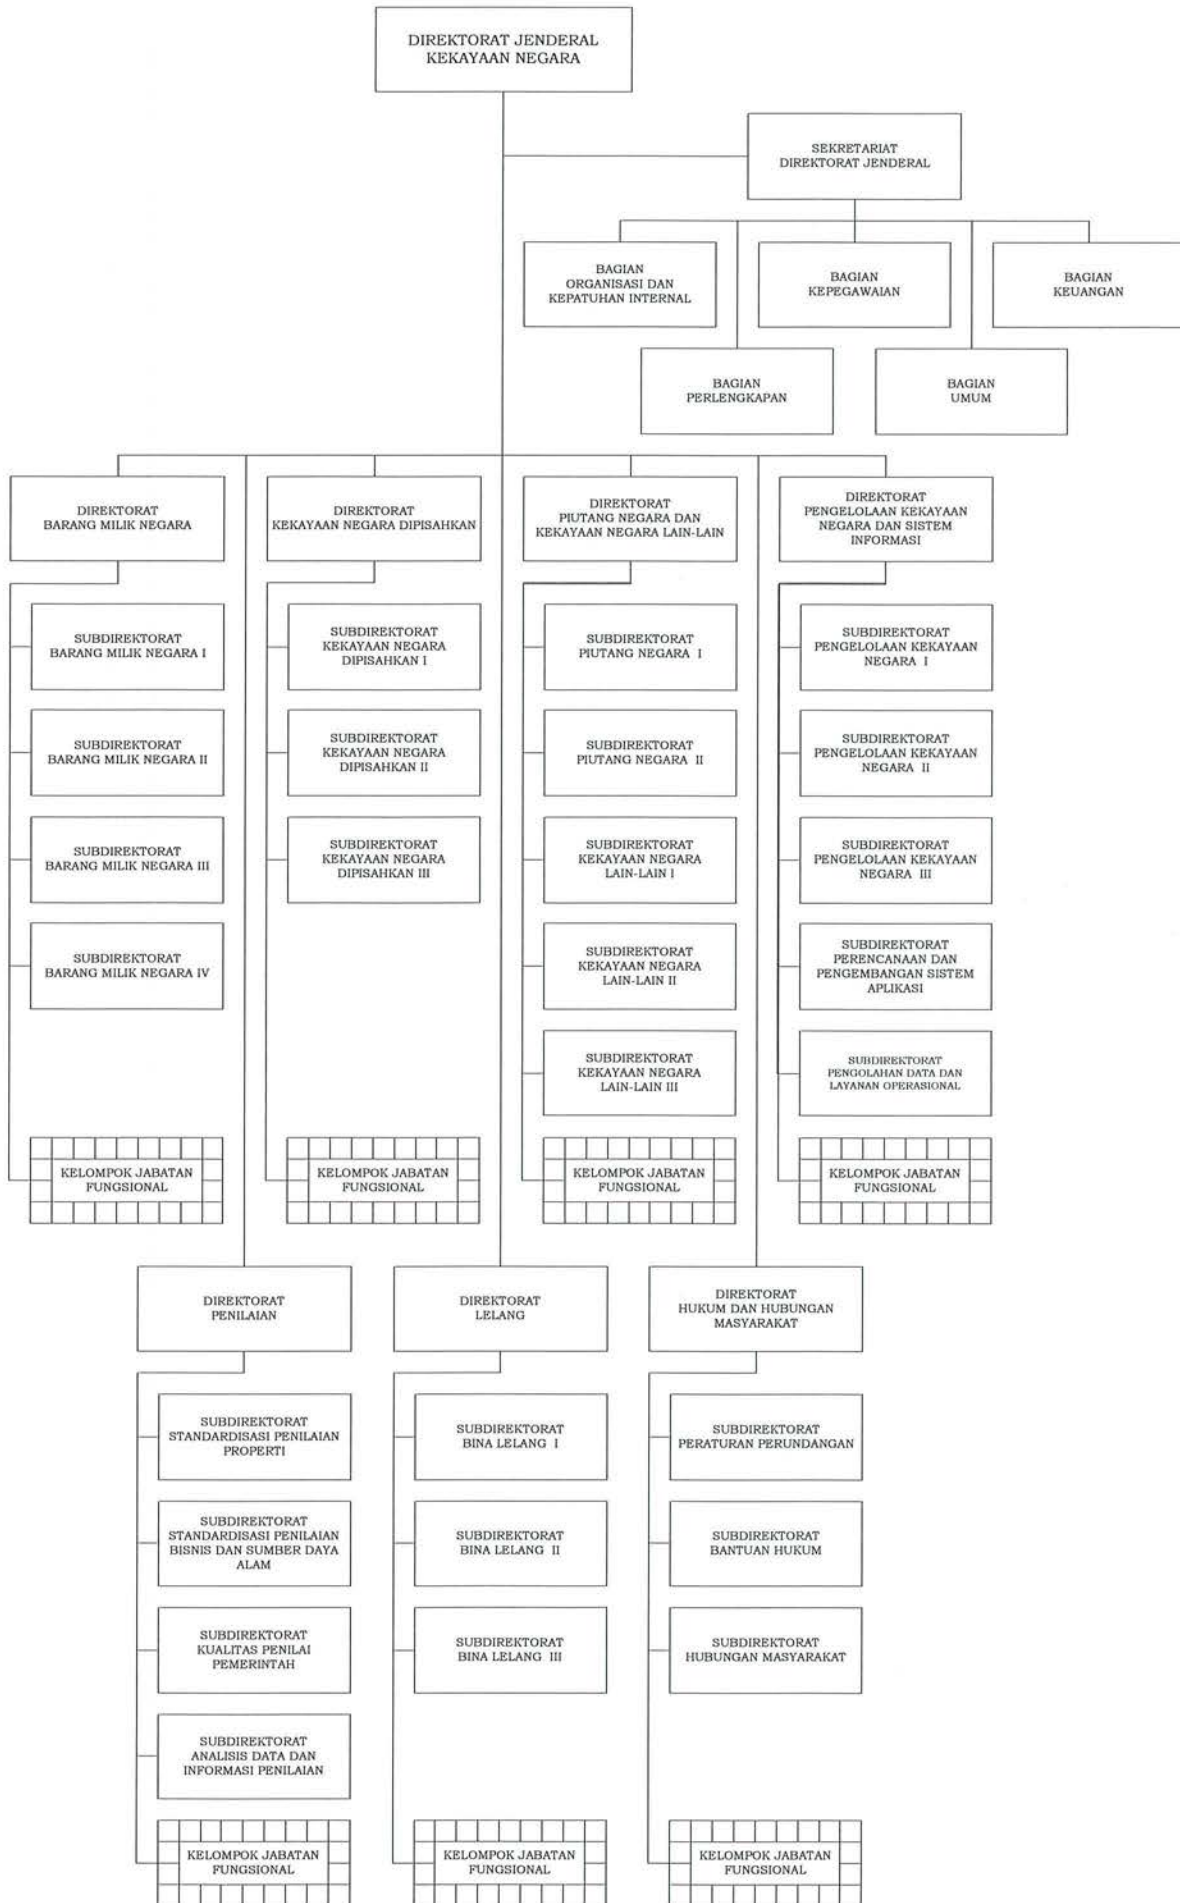 DIREKTORAT JENDERAL
KEKAYAAN NEGARA
SEKRETARIAT
DIREKTORAT JENDERAL
BAGIAN
ORGANISASI DAN
KEPATUHAN INTERNAL
BAGIAN
KEPEGAWAIAN
BAGIAN
KEUANGAN
BAGIAN
PERLENGKAPAN
BAGIAN
UMUM
DIREKTORAT
BARANG MILIK NEGARA
DIREKTORAT
KEKAYAAN NEGARA DIPISAHKAN
DIREKTORAT
PIUTANG NEGARA DAN
KEKAYAAN NEGARA LAIN-LAIN
DIREKTORAT
PENGELOLAAN KEKAYAAN
NEGARA DAN SISTEM
INFORMASI
SUBDIREKTORAT
BARANG MILIK NEGARA I
SUBDIREKTORAT
KEKAYAAN NEGARA
DIPISAHKAN I
SUBDIREKTORAT
PIUTANG NEGARA I
SUBDIREKTORAT
PENGELOLAAN KEKAYAAN
NEGARA I
SUBDIREKTORAT
BARANG MILIK NEGARA II
SUBDIREKTORAT
KEKAYAAN NEGARA
DIPISAHKAN II
SUBDIREKTORAT
PIUTANG NEGARA II
SUBDIREKTORAT
PENGELOLAAN KEKAYAAN
NEGARA II
SUBDIREKTORAT
BARANG MILIK NEGARA III
SUBDIREKTORAT
KEKAYAAN NEGARA
DIPISAHKAN III
SUBDIREKTORAT
KEKAYAAN NEGARA
LAIN-LAIN I
SUBDIREKTORAT
PENGELOLAAN KEKAYAAN
NEGARA III
SUBDIREKTORAT
BARANG MILIK NEGARA IV
SUBDIREKTORAT
KEKAYAAN NEGARA
LAIN-LAIN II
SUBDIREKTORAT
PERENCANAAN DAN
PENGEMBANGAN SISTEM
APLIKASI
SUBDIREKTORAT
KEKAYAAN NEGARA
LAIN-LAIN III
SUBDIREKTORAT
PENGOLAHAN DATA DAN
LAYANAN OPERASIONAL
KELOMPOK JABATAN
FUNGSIONAL
KELOMPOK JABATAN
FUNGSIONAL
KELOMPOK JABATAN
FUNGSIONAL
KELOMPOK JABATAN
FUNGSIONAL
DIREKTORAT
PENILAIAN
DIREKTORAT
LELANG
DIREKTORAT
HUKUM DAN HUBUNGAN
MASYARAKAT
SUBDIREKTORAT
STANDARDISASI PENILAIAN
PROPERTI
SUBDIREKTORAT
BINA LELANG I
SUBDIREKTORAT
PERATURAN PERUNDANGAN
SUBDIREKTORAT
STANDARDISASI PENILAIAN
BISNIS DAN SUMBER DAYA
ALAM
SUBDIREKTORAT
BINA LELANG II
SUBDIREKTORAT
BANTUAN HUKUM
SUBDIREKTORAT
KUALITAS PENILAI
PEMERINTAH
SUBDIREKTORAT
BINA LELANG III
SUBDIREKTORAT
HUBUNGAN MASYARAKAT
SUBDIREKTORAT
ANALISIS DATA DAN
INFORMASI PENILAIAN
KELOMPOK JABATAN
FUNGSIONAL
KELOMPOK JABATAN
FUNGSIONAL
KELOMPOK JABATAN
FUNGSIONAL